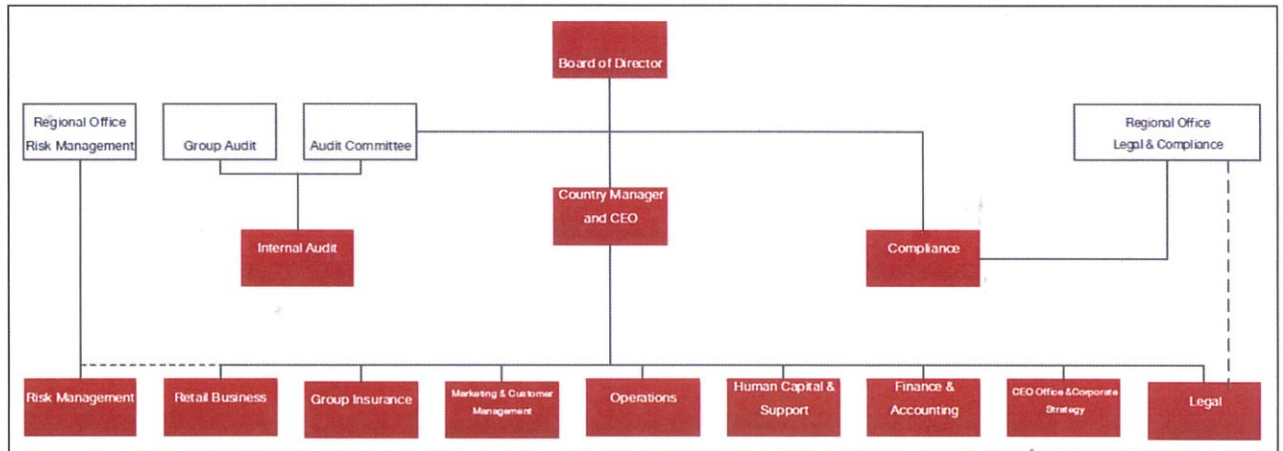 Board of Director
Regional Office
Risk Management
Group Audit
Audit Committee
Regional Office
Legal & Compliance
Country Manager
and CEO
Internal Audit
Compliance
Risk Management
Retail Business
Group Insurance
Marketing & Customer
Management
Operations
Human Capital &
Support
Finance &
Accounting
CEO Office & Corporate
Strategy
Legal